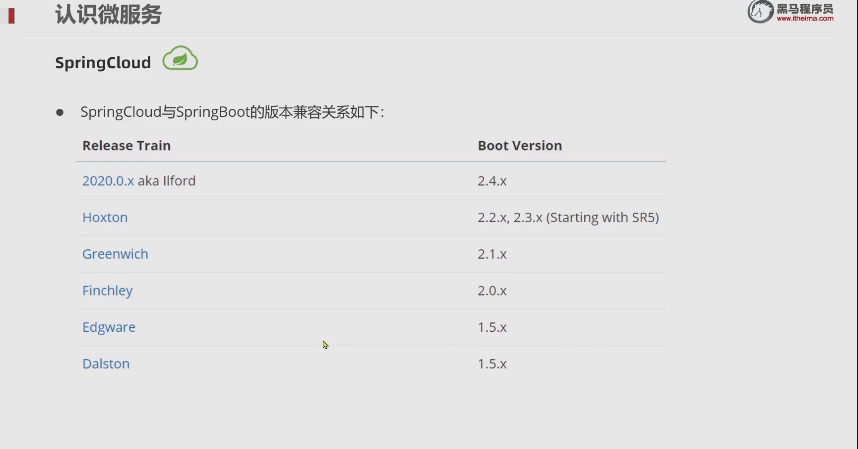 认识微服务
黑马程序员
www.itheima.com
SpringCloud
● SpringCloud与SpringBoot的版本兼容关系如下：
Release Train Boot Version
2020.0.x aka Ilford 2.4.x
Hoxton 2.2.x, 2.3.x (Starting with SR5)
Greenwich 2.1.x
Finchley 2.0.x
Edgware 1.5.x
Dalston 1.5.x